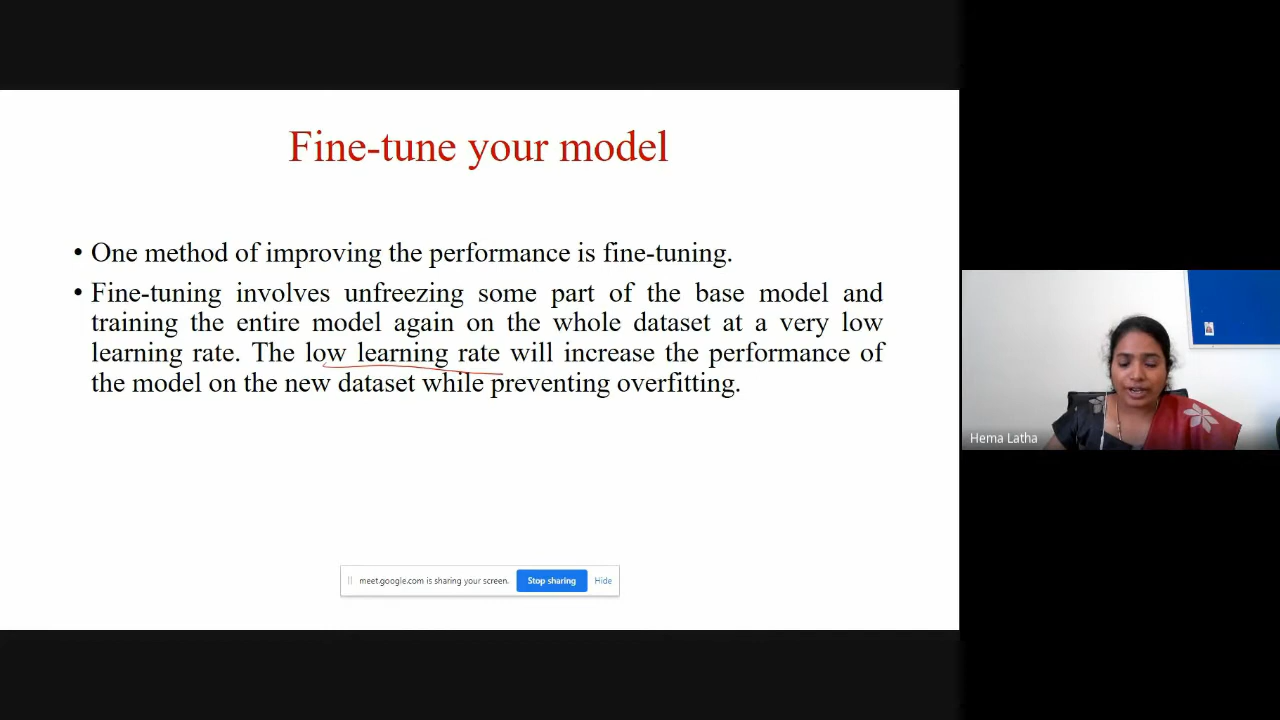 Fine-tune your model
• One method of improving the performance is fine-tuning.
• Fine-tuning involves unfreezing some part of the base model and
training the entire model again on the whole dataset at a very low
learning rate. The low learning rate will increase the performance of
the model on the new dataset while preventing overfitting.
meet.google.com is sharing your screen. Stop sharing Hide
Hema Latha